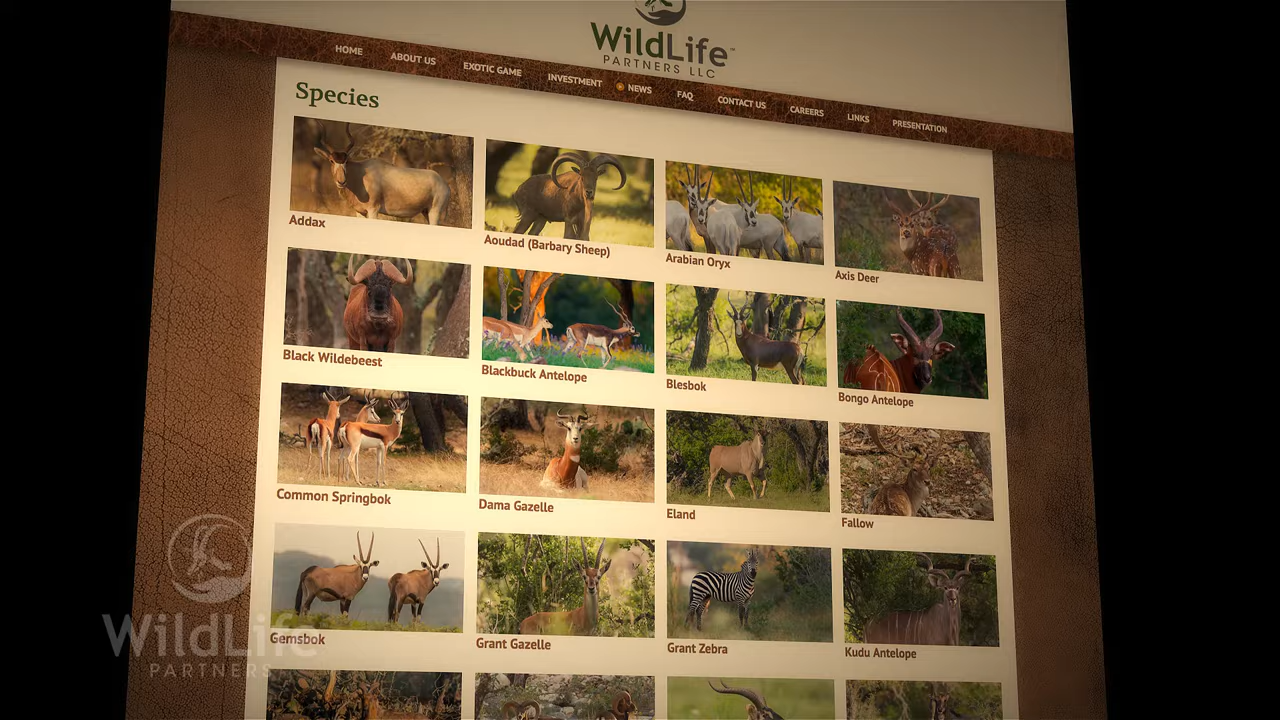 WildLife™
PARTNERS LLC
HOME ABOUT US EXOTIC GAME INVESTMENT NEWS FAQ CONTACT US CAREERS LINKS PRESENTATION
Species
Addax Aoudad (Barbary Sheep) Arabian Oryx Axis Deer
Black Wildebeest Blackbuck Antelope Blesbok Bongo Antelope
Common Springbok Dama Gazelle Eland Fallow
Gemsbok Grant Gazelle Grant Zebra Kudu Antelope
WildLife
PARTNERS